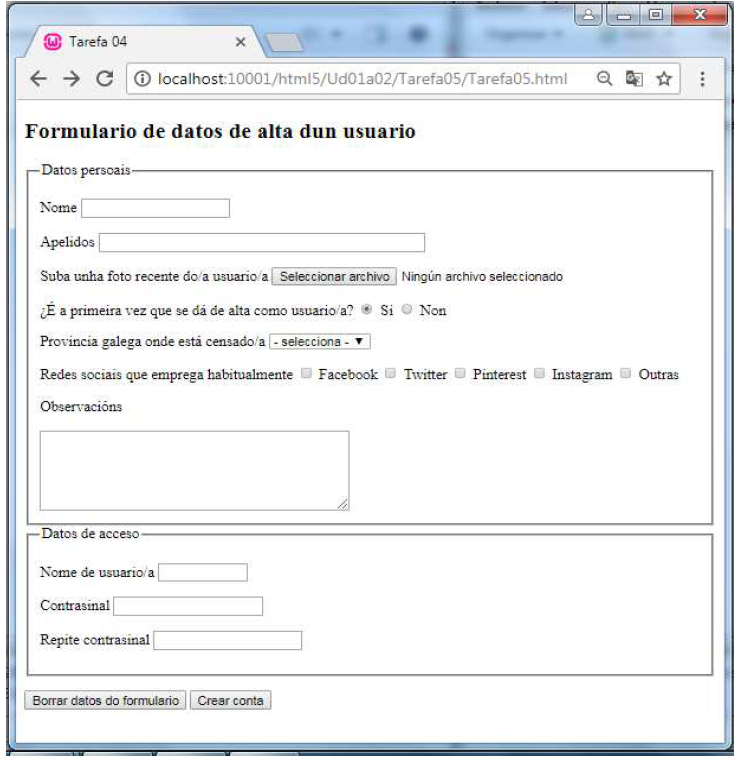 Tarefa 04
localhost:10001/html5/Ud01a02/Tarefa05/Tarefa05.html
Formulario de datos de alta dun usuario
Datos persoais
Nome
Apelidos
Suba unha foto recente do/a usuario/a Seleccionar archivo Ningún archivo seleccionado
¿É a primeira vez que se dá de alta como usuario/a? Si Non
Provincia galega onde está censado/a - selecciona -
Redes sociais que emprega habitualmente Facebook Twitter Pinterest Instagram Outras
Observacións
Datos de acceso
Nome de usuario/a
Contrasinal
Repite contrasinal
Borrar datos do formulario Crear conta